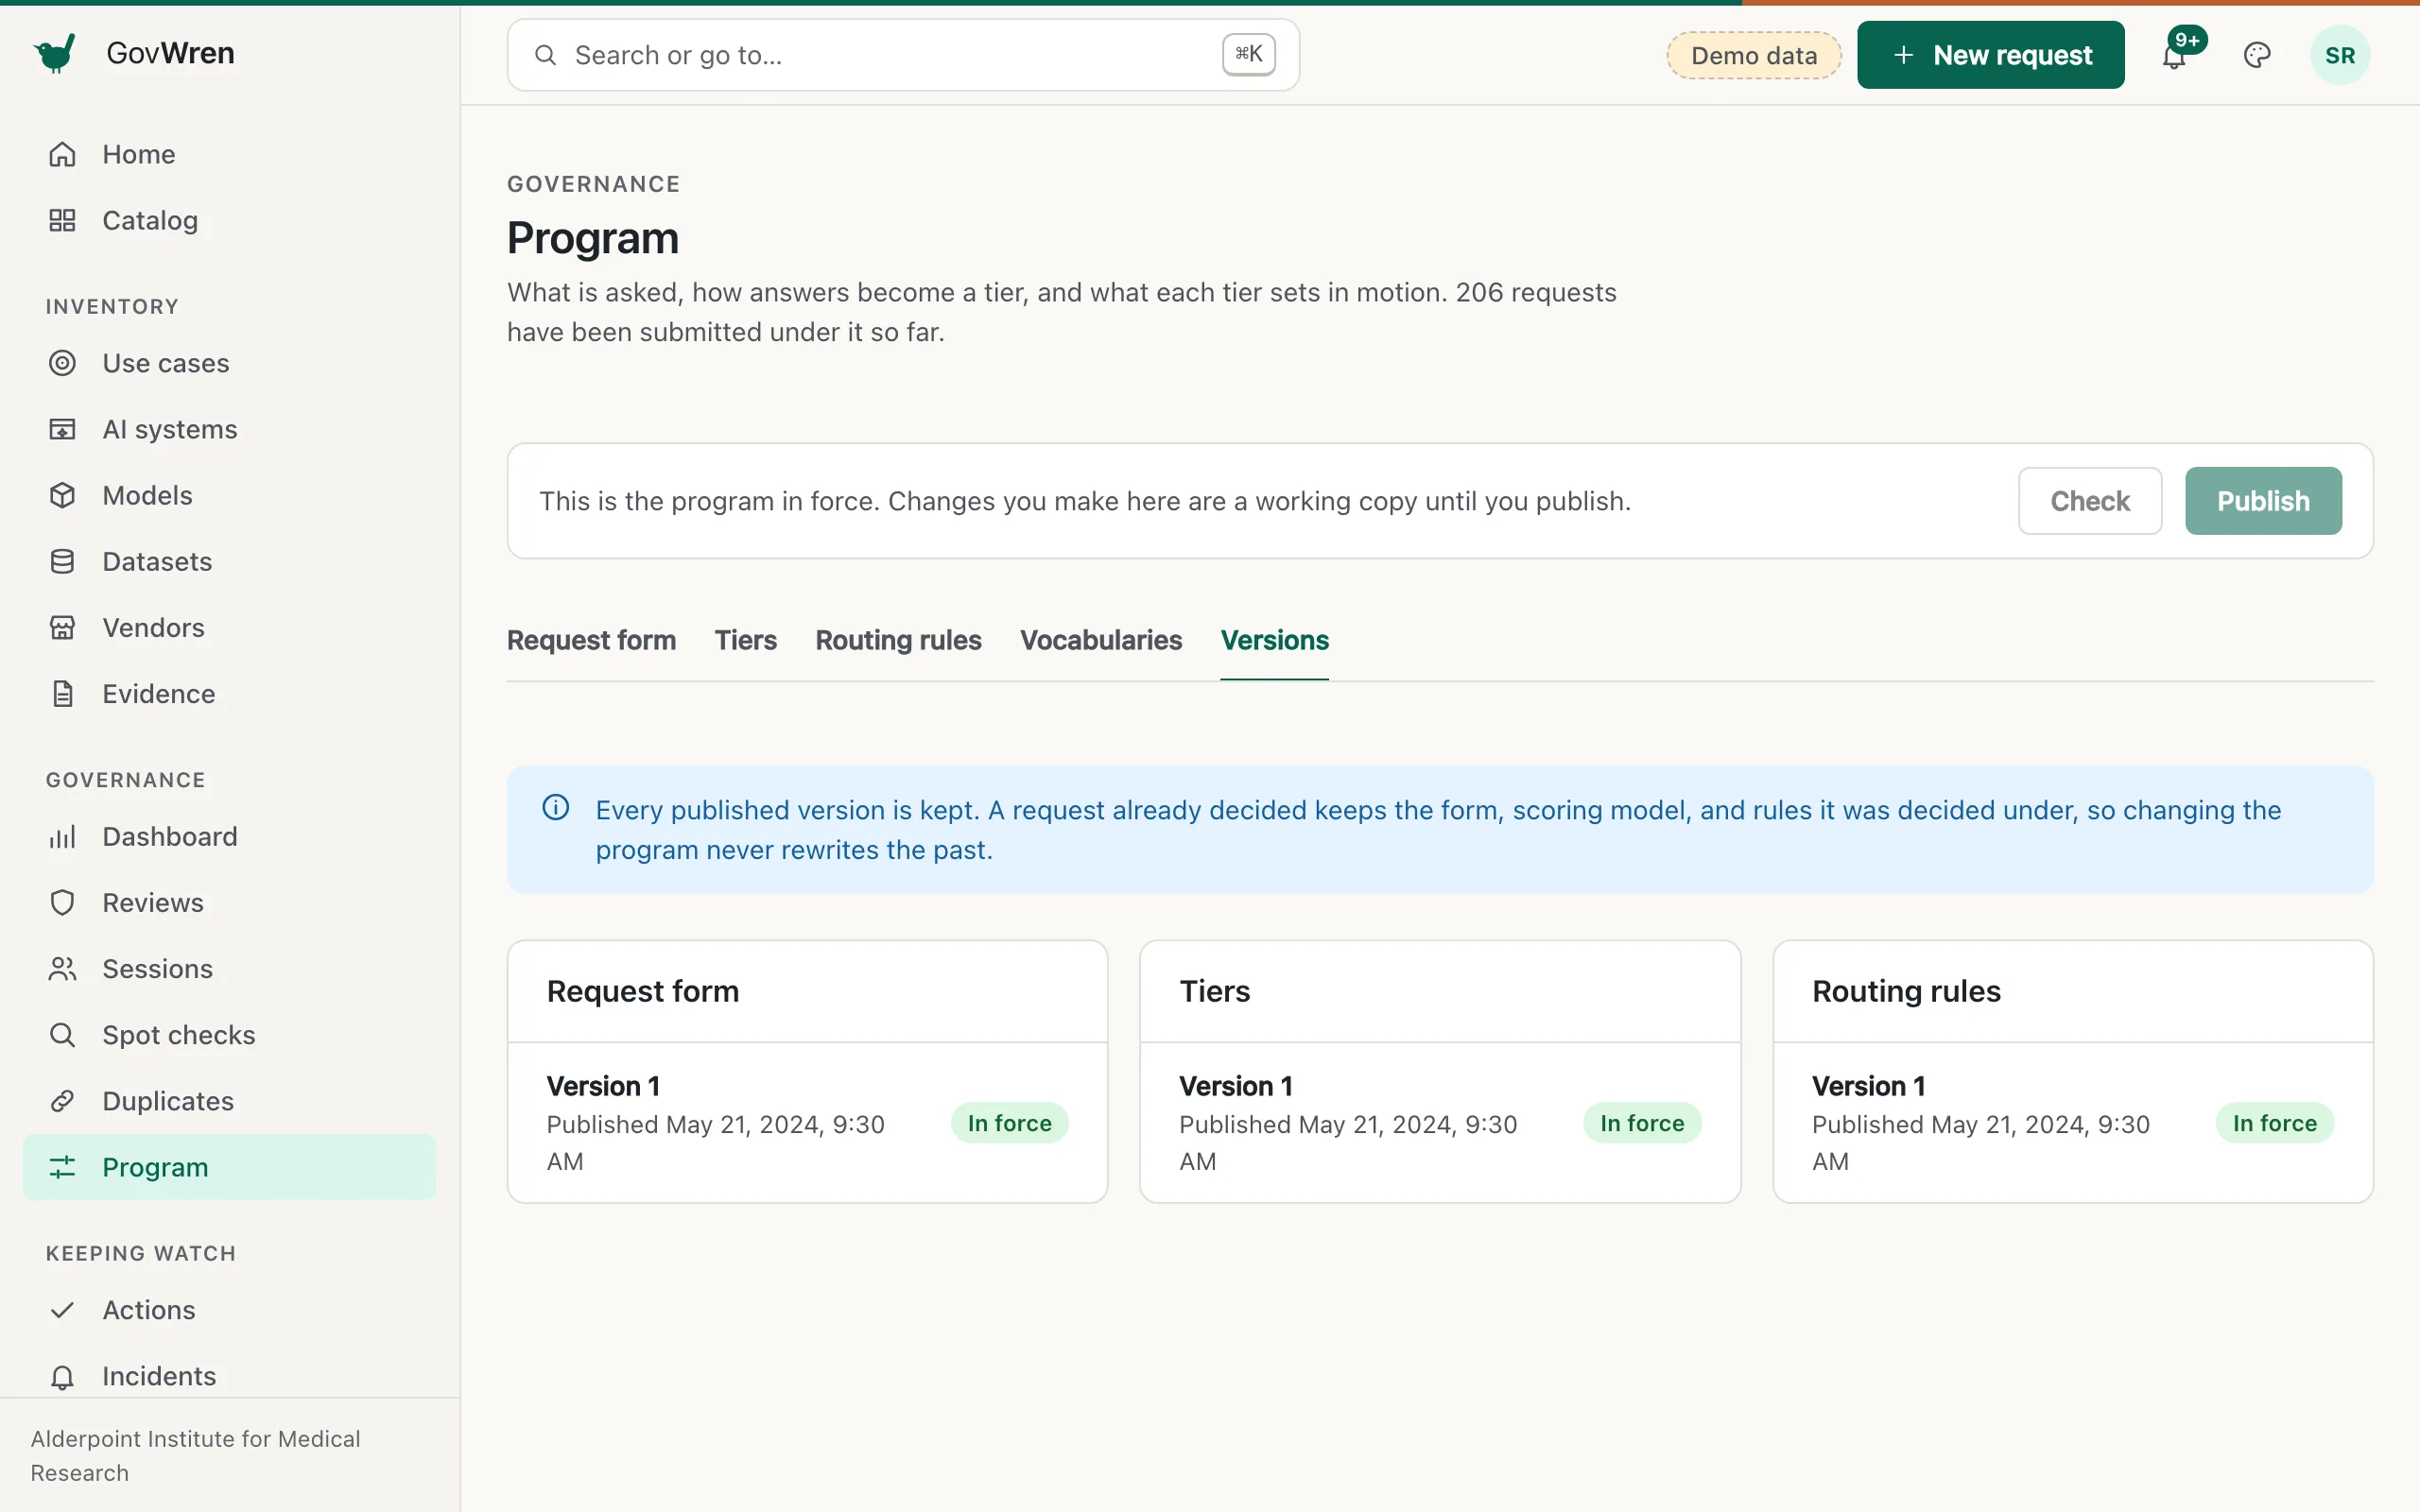 GovWren
Search or go to...
⌘K
Demo data
New request
9+
SR
Home
Catalog
INVENTORY
Use cases
AI systems
Models
Datasets
Vendors
Evidence
GOVERNANCE
Dashboard
Reviews
Sessions
Spot checks
Duplicates
Program
KEEPING WATCH
Actions
Incidents
Alderpoint Institute for Medical
Research
GOVERNANCE
Program
What is asked, how answers become a tier, and what each tier sets in motion. 206 requests
have been submitted under it so far.
This is the program in force. Changes you make here are a working copy until you publish.
Check
Publish
Request form
Tiers
Routing rules
Vocabularies
Versions
Every published version is kept. A request already decided keeps the form, scoring model, and rules it was decided under, so changing the
program never rewrites the past.
Request form
Version 1
Published May 21, 2024, 9:30
AM
In force
Tiers
Version 1
Published May 21, 2024, 9:30
AM
In force
Routing rules
Version 1
Published May 21, 2024, 9:30
AM
In force